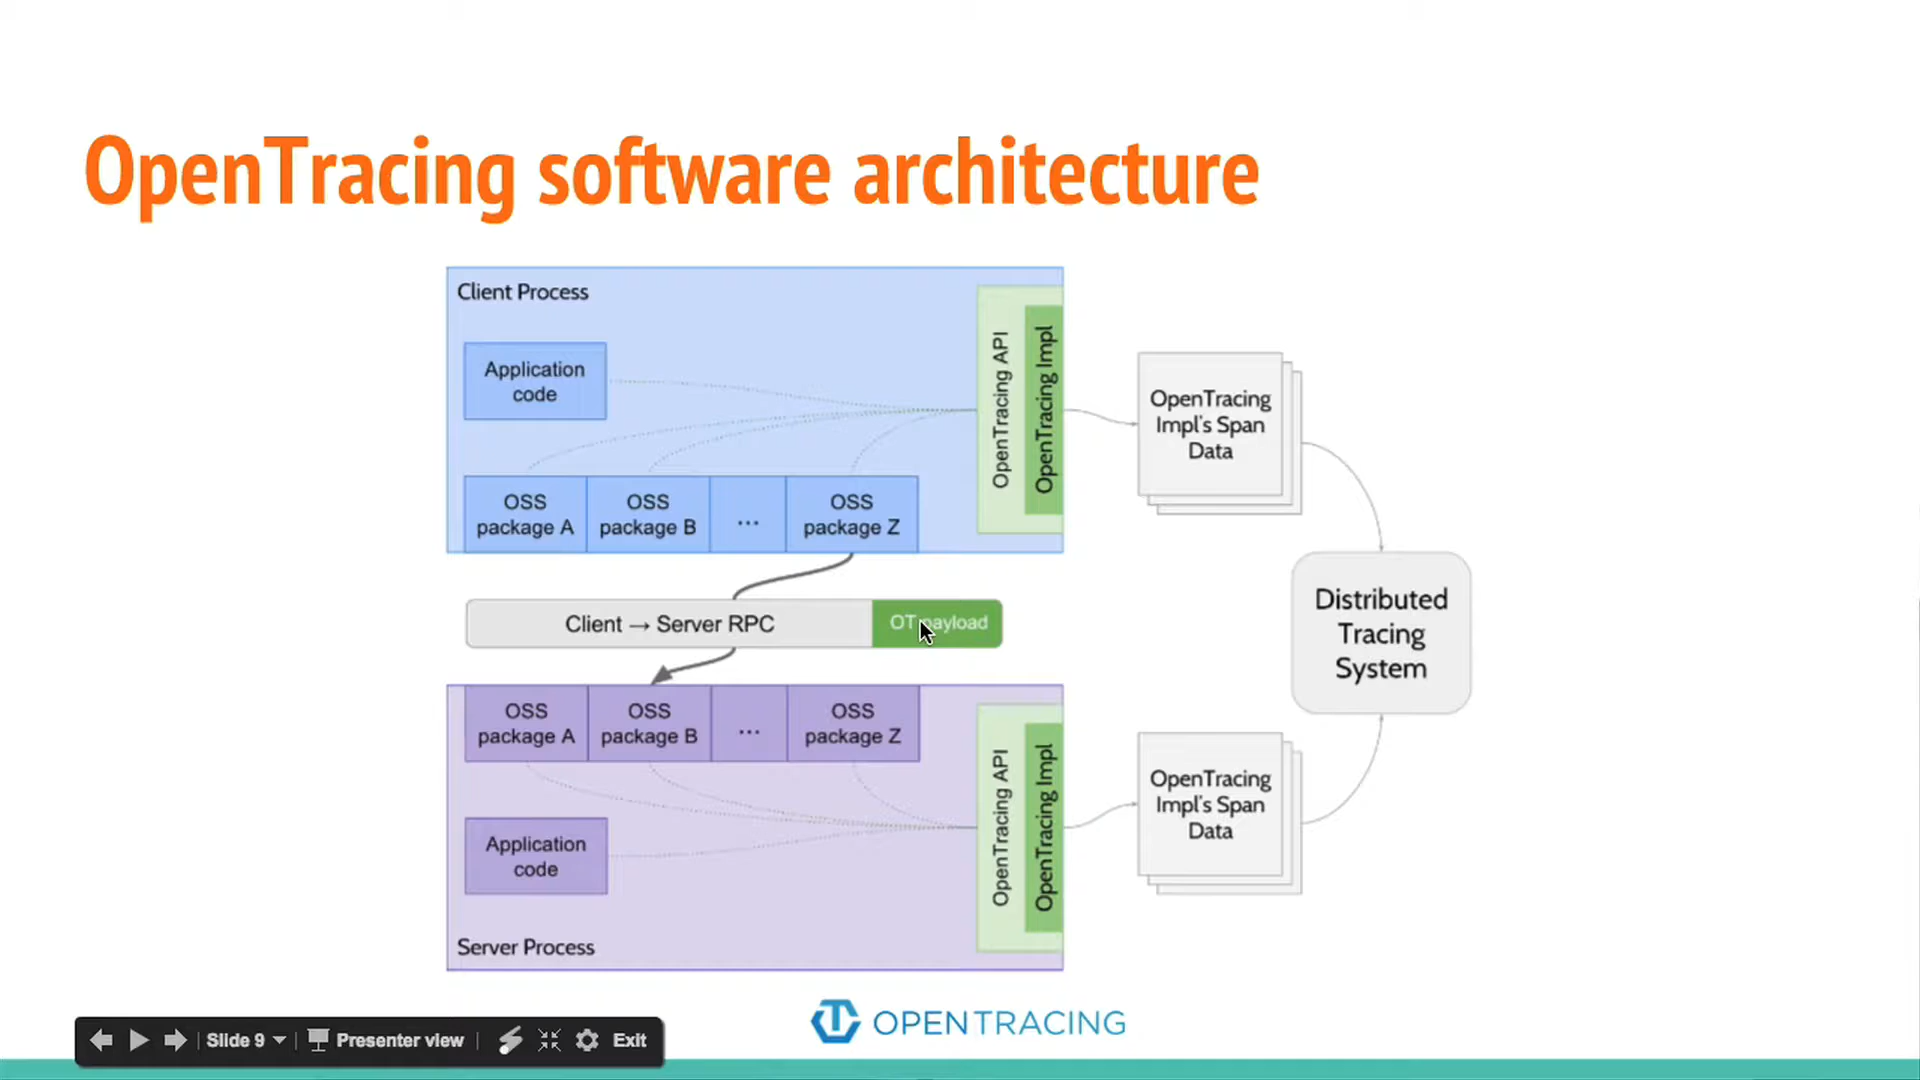 OpenTracing software architecture
Client Process
Application
code
OSS
package A
OSS
package B
...
OSS
package Z
OpenTracing API
OpenTracing Impl
OpenTracing
Impl's Span
Data
Client → Server RPC
OT payload
Distributed
Tracing
System
OSS
package A
OSS
package B
...
OSS
package Z
Application
code
Server Process
OpenTracing API
OpenTracing Impl
OpenTracing
Impl's Span
Data
OPENTRACING
Slide 9
Presenter view
Exit